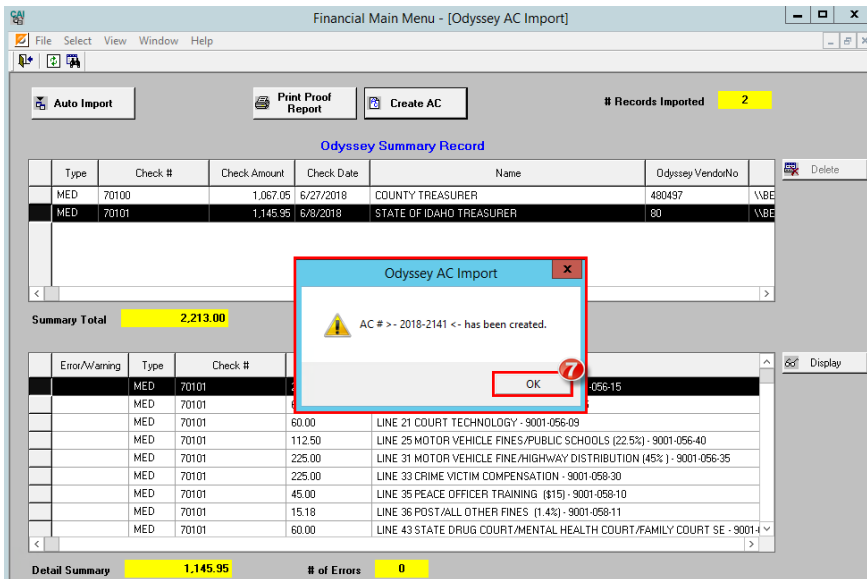 CAI
Financial Main Menu - [Odyssey AC Import]
File Select View Window Help
Auto Import
Print Proof
Report
Create AC
# Records Imported 2
Odyssey Summary Record
Type Check # Check Amount Check Date Name Odyssey VendorNo
Delete
MED 70100 1,067.05 6/27/2018 COUNTY TREASURER 480497 \\BE
MED 70101 1,145.95 6/8/2018 STATE OF IDAHO TREASURER 80 \\BE
Summary Total 2,213.00
Odyssey AC Import
AC # >- 2018-2141 <- has been created.
OK
7
Error/Warning Type Check #
Display
MED 70101 -056-15
MED 70101
MED 70101 60.00 LINE 21 COURT TECHNOLOGY - 9001-056-09
MED 70101 112.50 LINE 25 MOTOR VEHICLE FINES/PUBLIC SCHOOLS (22.5%) - 9001-056-40
MED 70101 225.00 LINE 31 MOTOR VEHICLE FINE/HIGHWAY DISTRIBUTION (45% ) - 9001-056-35
MED 70101 225.00 LINE 33 CRIME VICTIM COMPENSATION - 9001-058-30
MED 70101 45.00 LINE 35 PEACE OFFICER TRAINING ($15) - 9001-058-10
MED 70101 15.18 LINE 36 POST/ALL OTHER FINES (1.4%) - 9001-058-11
MED 70101 60.00 LINE 43 STATE DRUG COURT/MENTAL HEALTH COURT/FAMILY COURT SE - 9001-
Detail Summary 1,145.95 # of Errors 0